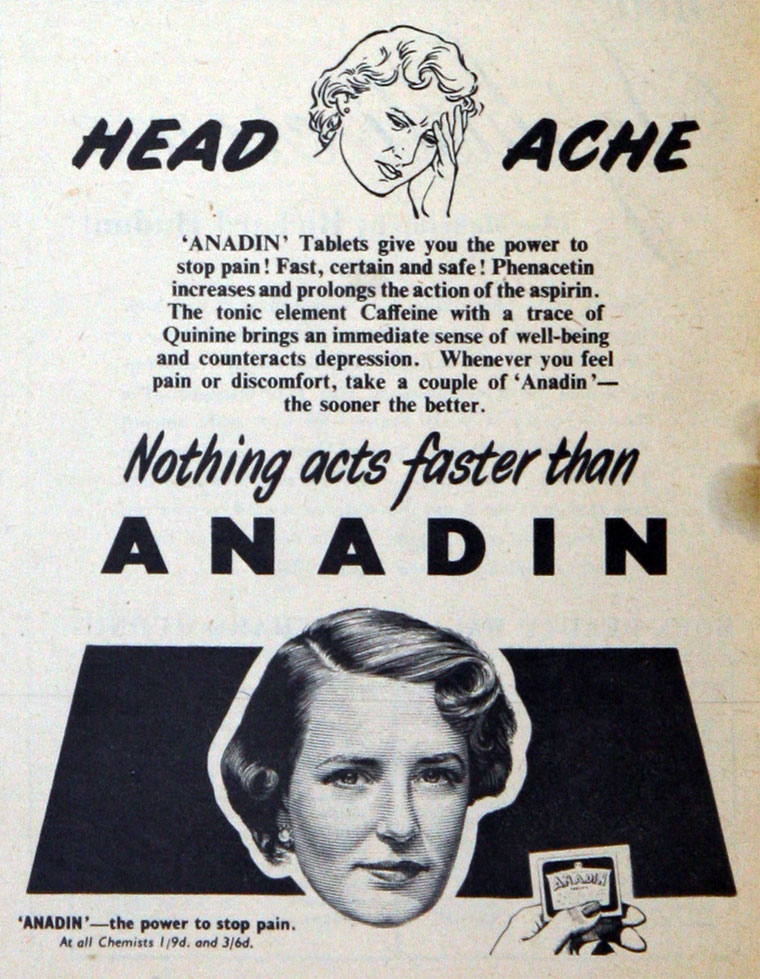 HEAD ACHE
'ANADIN' Tablets give you the power to
stop pain! Fast, certain and safe! Phenacetin
increases and prolongs the action of the aspirin.
The tonic element Caffeine with a trace of
Quinine brings an immediate sense of well-being
and counteracts depression. Whenever you feel
pain or discomfort, take a couple of 'Anadin'—
the sooner the better.
Nothing acts faster than
ANADIN
ANADIN
'ANADIN'—the power to stop pain.
At all Chemists 1/9d. and 3/6d.